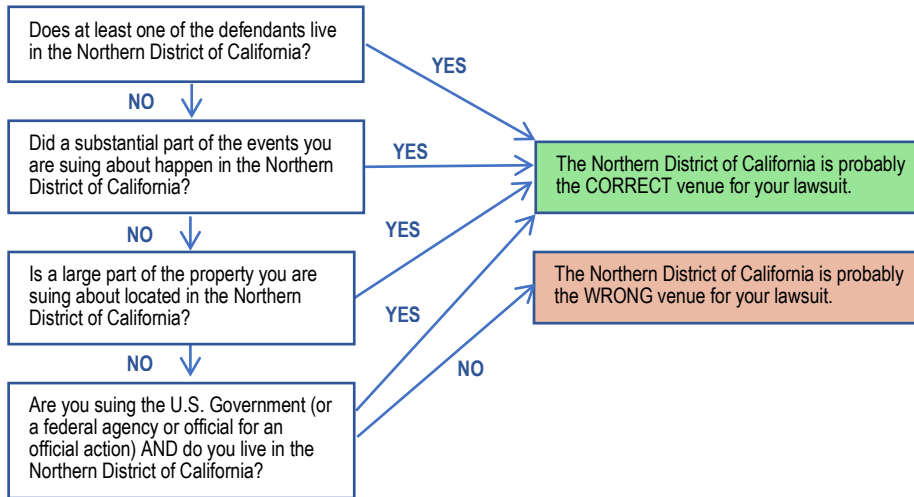 Does at least one of the defendants live
in the Northern District of California?
YES
NO
Did a substantial part of the events you
are suing about happen in the Northern
District of California?
YES
The Northern District of California is probably
the CORRECT venue for your lawsuit.
NO
YES
Is a large part of the property you are
suing about located in the Northern
District of California?
The Northern District of California is probably
the WRONG venue for your lawsuit.
YES
NO
NO
Are you suing the U.S. Government (or
a federal agency or official for an
official action) AND do you live in the
Northern District of California?